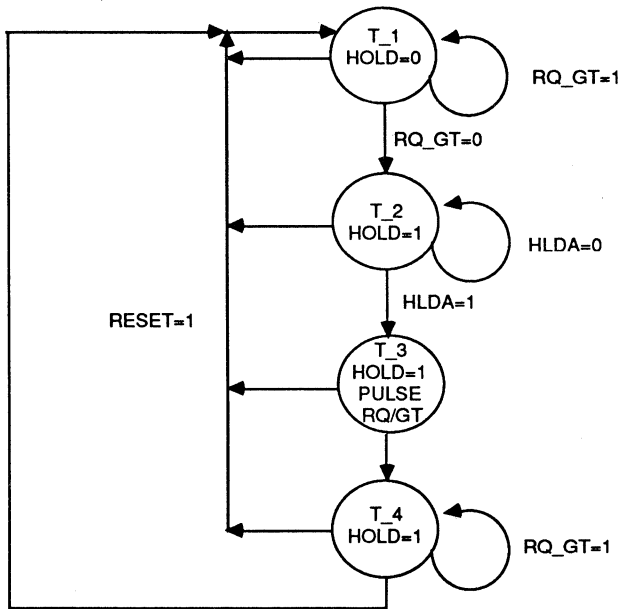 T_1
HOLD=0
RQ_GT=1
RQ_GT=0
T_2
HOLD=1
HLDA=0
HLDA=1
RESET=1
T_3
HOLD=1
PULSE
RQ/GT
T_4
HOLD=1
RQ_GT=1